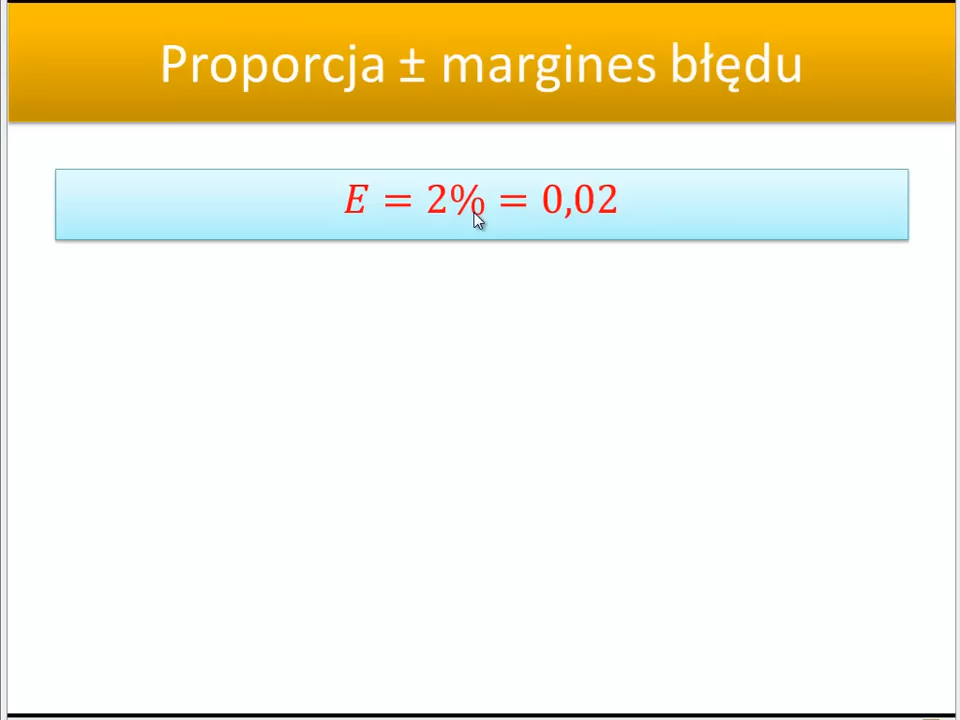 Proporcja ± margines błędu
E = 2% = 0,02